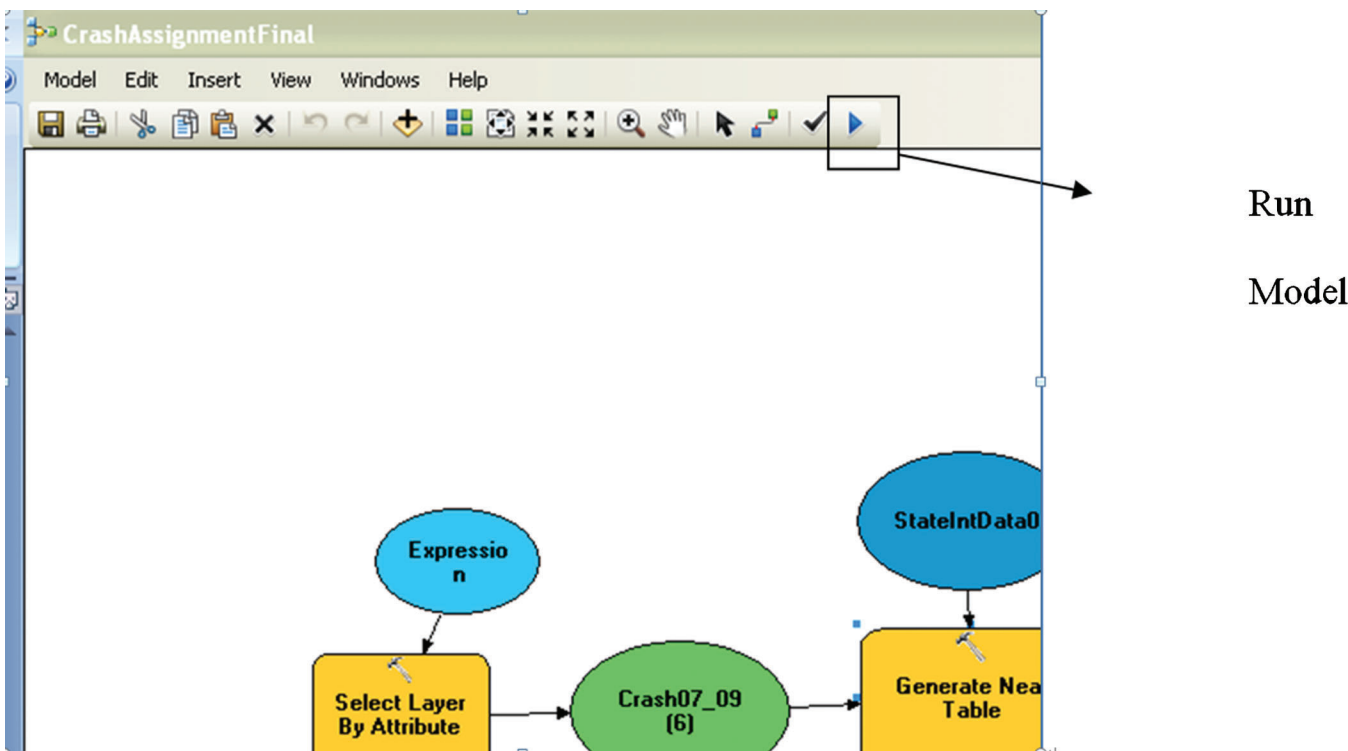 CrashAssignmentFinal
Model Edit Insert View Windows Help
Run
Model
StateIntData0
Expressio
n
Select Layer
By Attribute
Crash07_09
(6)
Generate Nea
Table